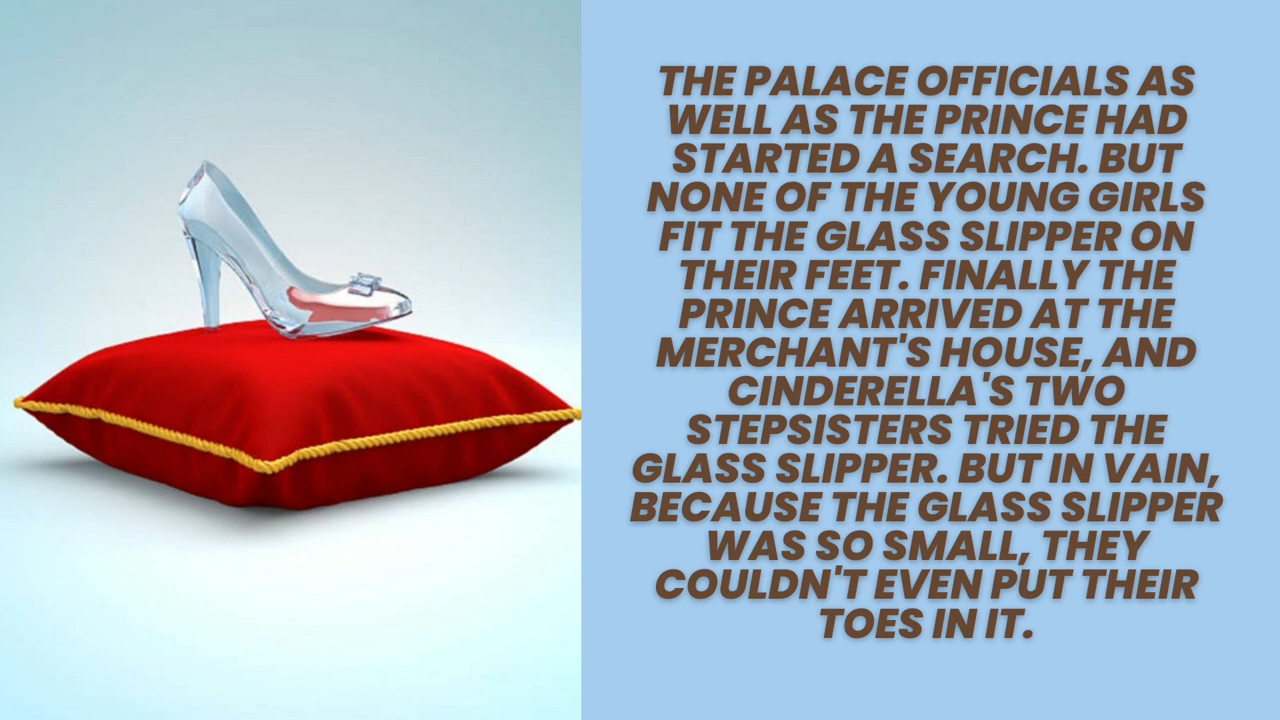 THE PALACE OFFICIALS AS
WELL AS THE PRINCE HAD
STARTED A SEARCH. BUT
NONE OF THE YOUNG GIRLS
FIT THE GLASS SLIPPER ON
THEIR FEET. FINALLY THE
PRINCE ARRIVED AT THE
MERCHANT'S HOUSE, AND
CINDERELLA'S TWO
STEPSISTERS TRIED THE
GLASS SLIPPER. BUT IN VAIN,
BECAUSE THE GLASS SLIPPER
WAS SO SMALL, THEY
COULDN'T EVEN PUT THEIR
TOES IN IT.